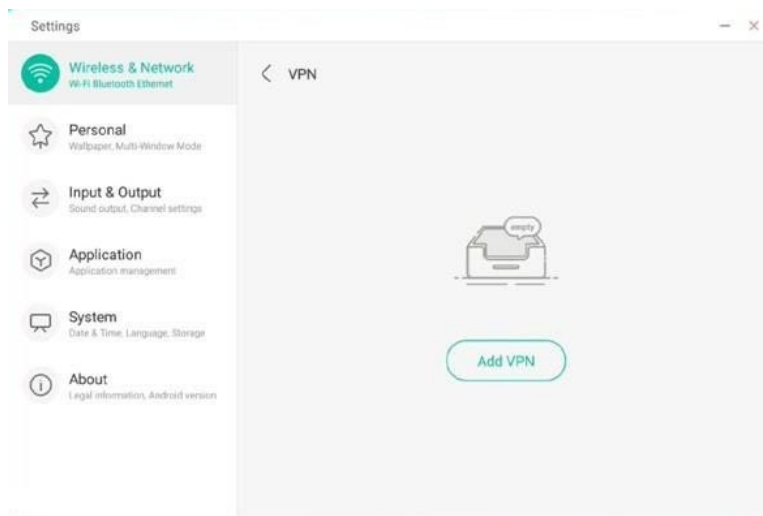 Settings
Wireless & Network
Wi-Fi Bluetooth Ethernet
VPN
Personal
Wallpaper, Multi-Window Mode
Input & Output
Sound output, Channel settings
empty
Application
Application management
System
Date & Time, Language, Storage
Add VPN
About
Legal information, Android version